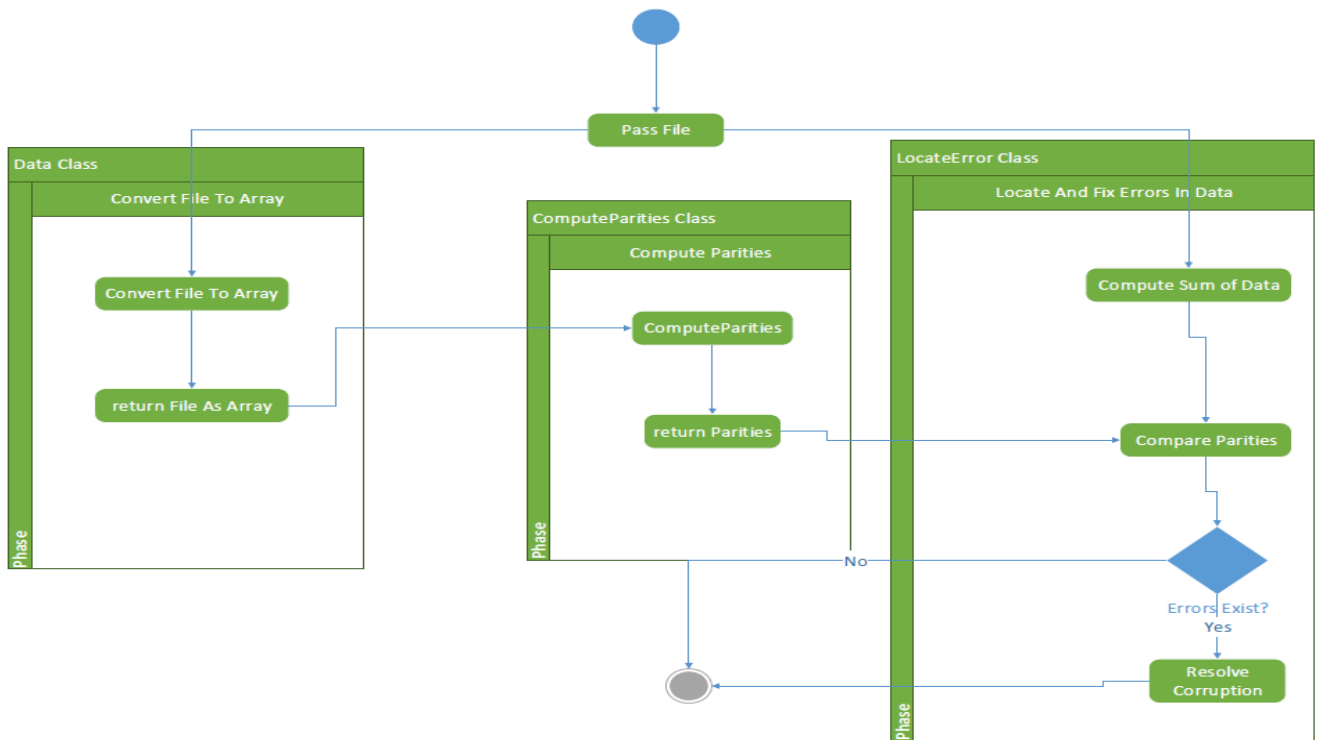 Pass File
Data Class
Convert File To Array
Convert File To Array
return File As Array
Phase
ComputeParities Class
Compute Parities
ComputeParities
return Parities
Phase
LocateError Class
Locate And Fix Errors In Data
Compute Sum of Data
Compare Parities
No
Errors Exist?
Yes
Resolve
Corruption
Phase